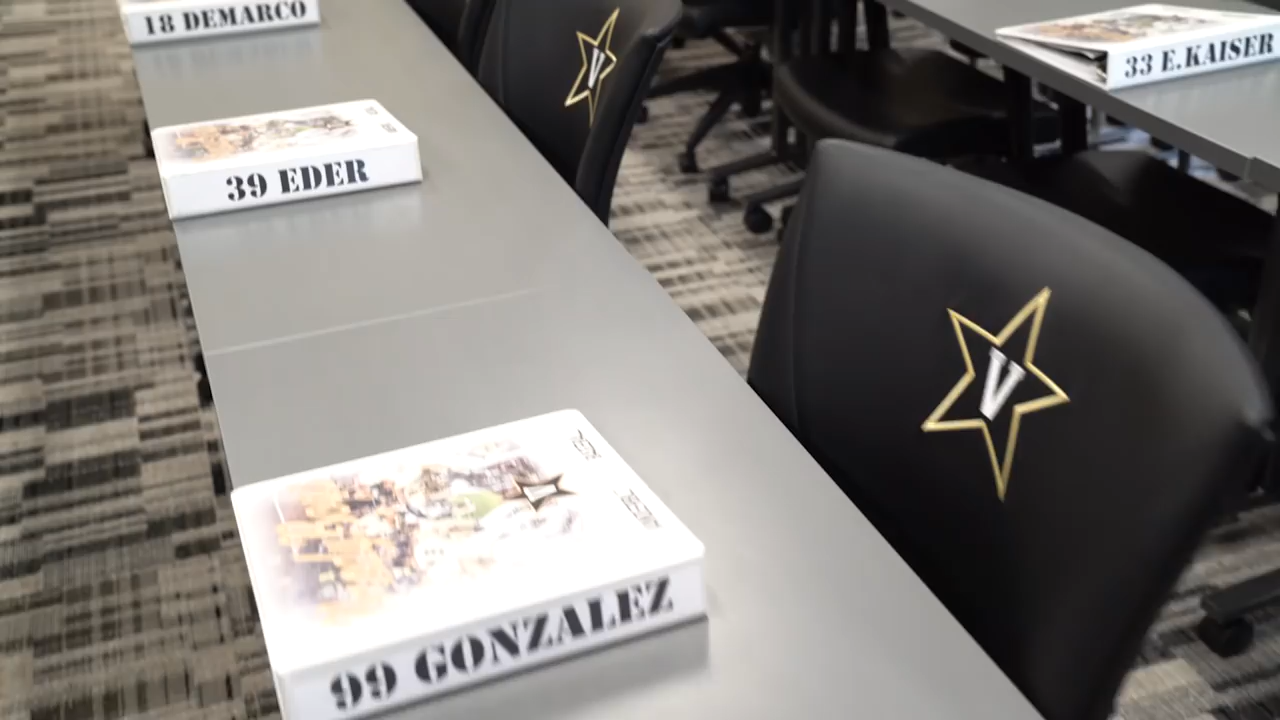 18 DEMARCO
33 E.KAISER
39 EDER
V
V
99 GONZALEZ